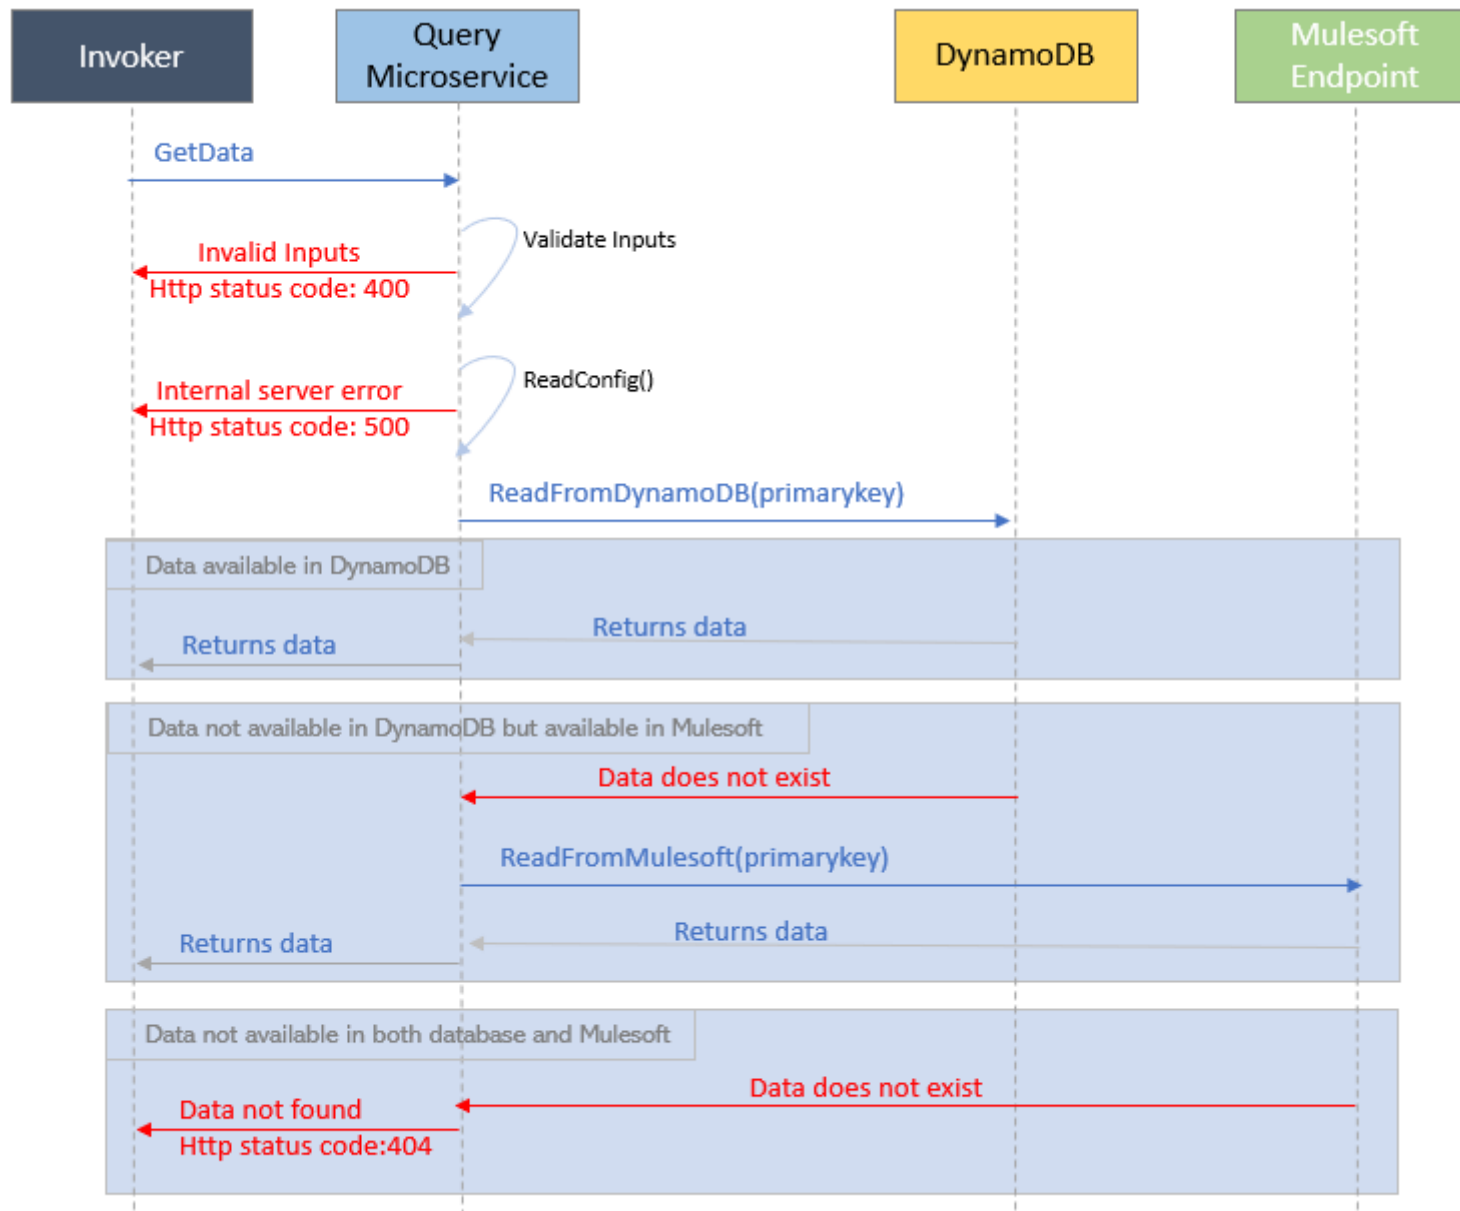 Invoker
Query
Microservice
DynamoDB
Mulesoft
Endpoint
GetData
Validate Inputs
Invalid Inputs
Http status code: 400
ReadConfig()
Internal server error
Http status code: 500
ReadFromDynamoDB(primarykey)
Data available in DynamoDB
Returns data
Returns data
Data not available in DynamoDB but available in Mulesoft
Data does not exist
ReadFromMulesoft(primarykey)
Returns data
Returns data
Data not available in both database and Mulesoft
Data does not exist
Data not found
Http status code:404